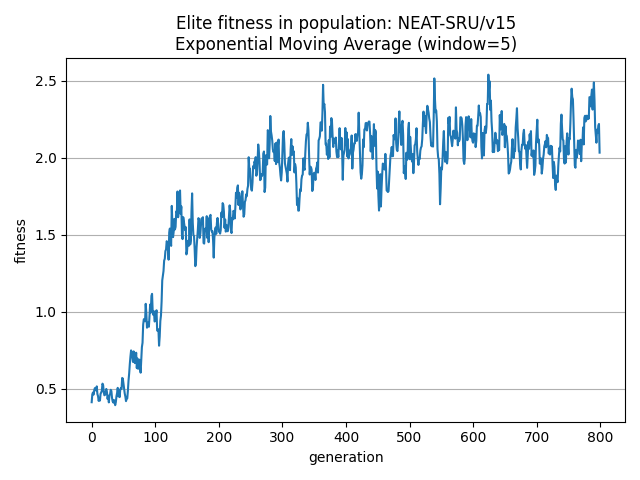 Elite fitness in population: NEAT-SRU/v15
Exponential Moving Average (window=5)
fitness
2.5
2.0
1.5
1.0
0.5
0 100 200 300 400 500 600 700 800
generation